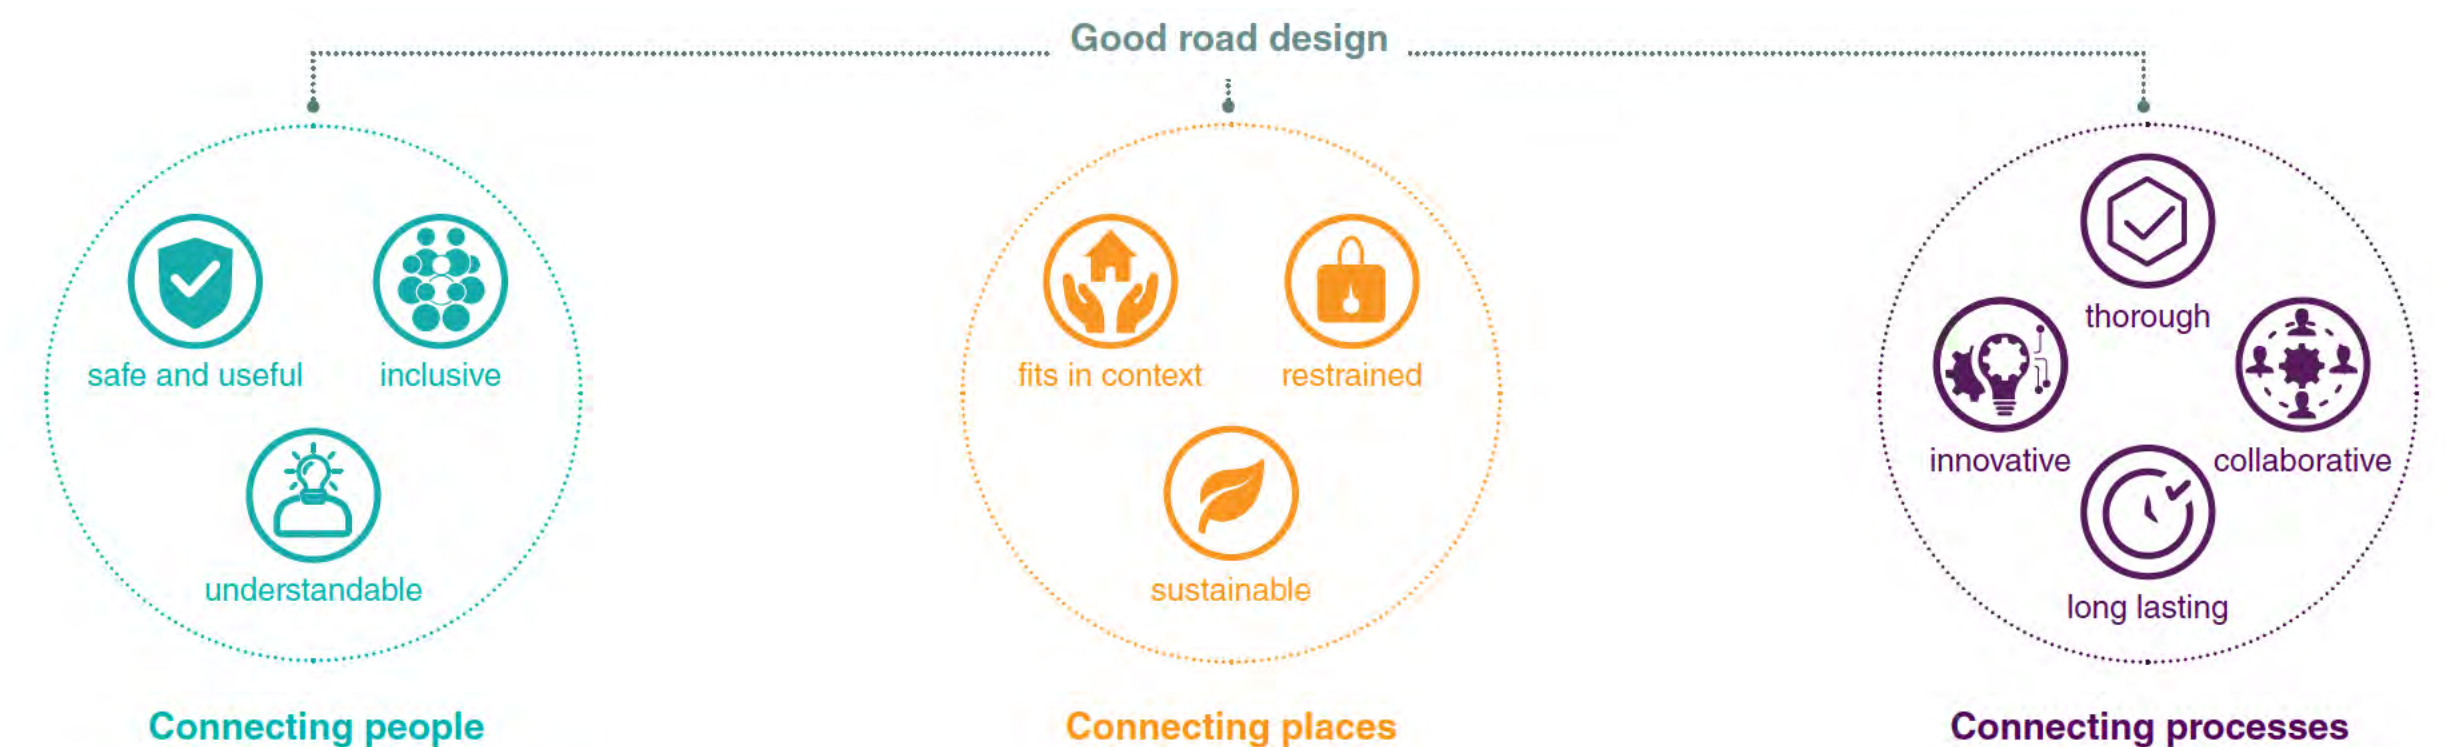 Good road design
safe and useful
inclusive
understandable
Connecting people
fits in context
restrained
sustainable
Connecting places
thorough
innovative
collaborative
long lasting
Connecting processes